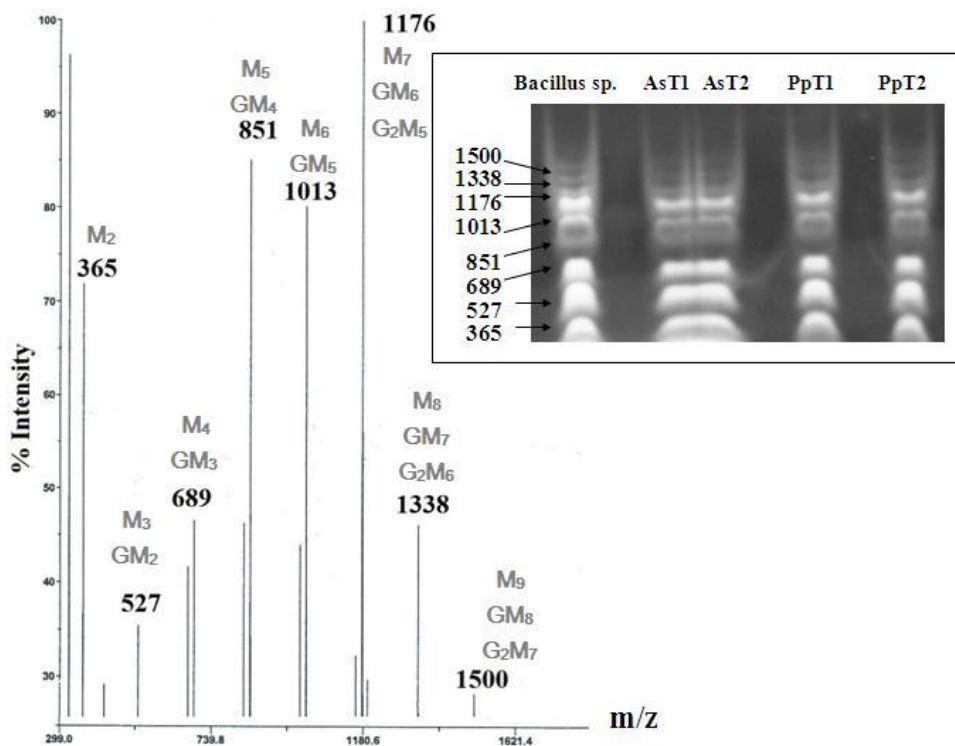 % Intensity
100
90
80
70
60
50
40
30
299.0
739.8
1180.6
1621.4
m/z
M₂
365
M₃
GM₂
527
M₄
GM₃
689
M₅
GM₄
851
M₆
GM₅
1013
1176
M₇
GM₆
G₂M₅
M₈
GM₇
G₂M₆
1338
M₉
GM₈
G₂M₇
1500
Bacillus sp. AsT1 AsT2 PpT1 PpT2
1500
1338
1176
1013
851
689
527
365